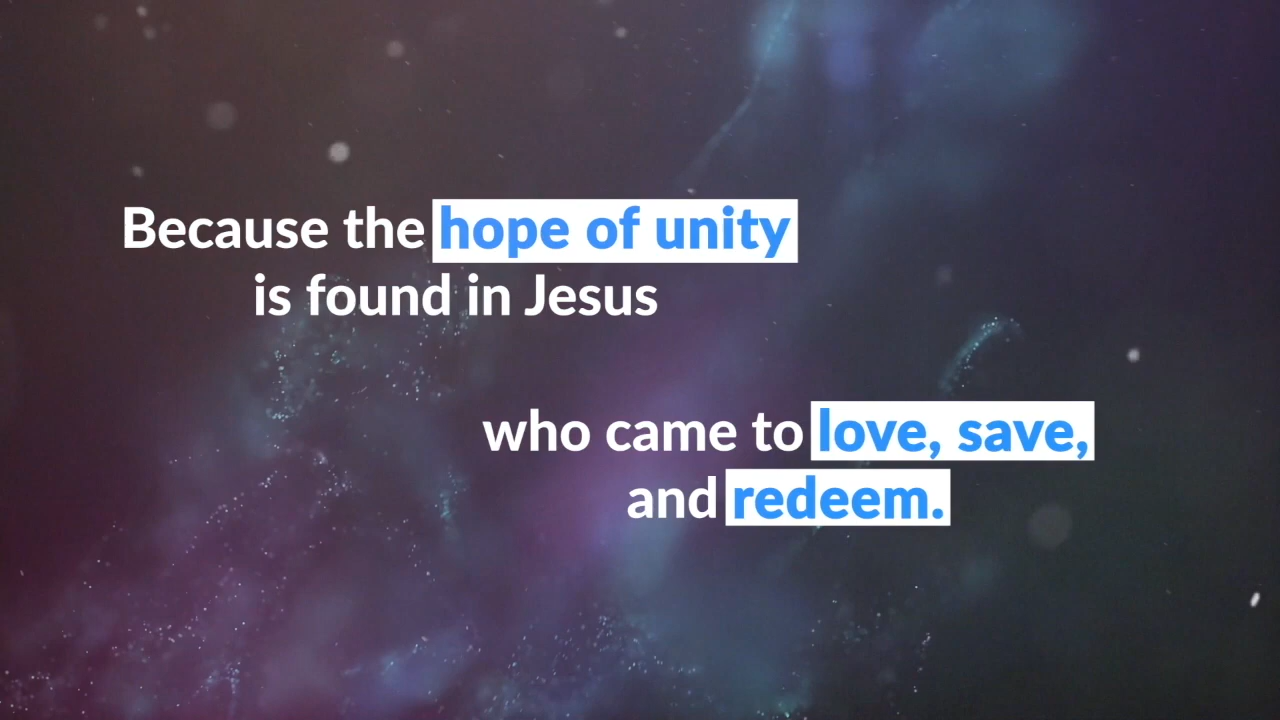 Because the hope of unity
is found in Jesus
who came to love, save,
and redeem.